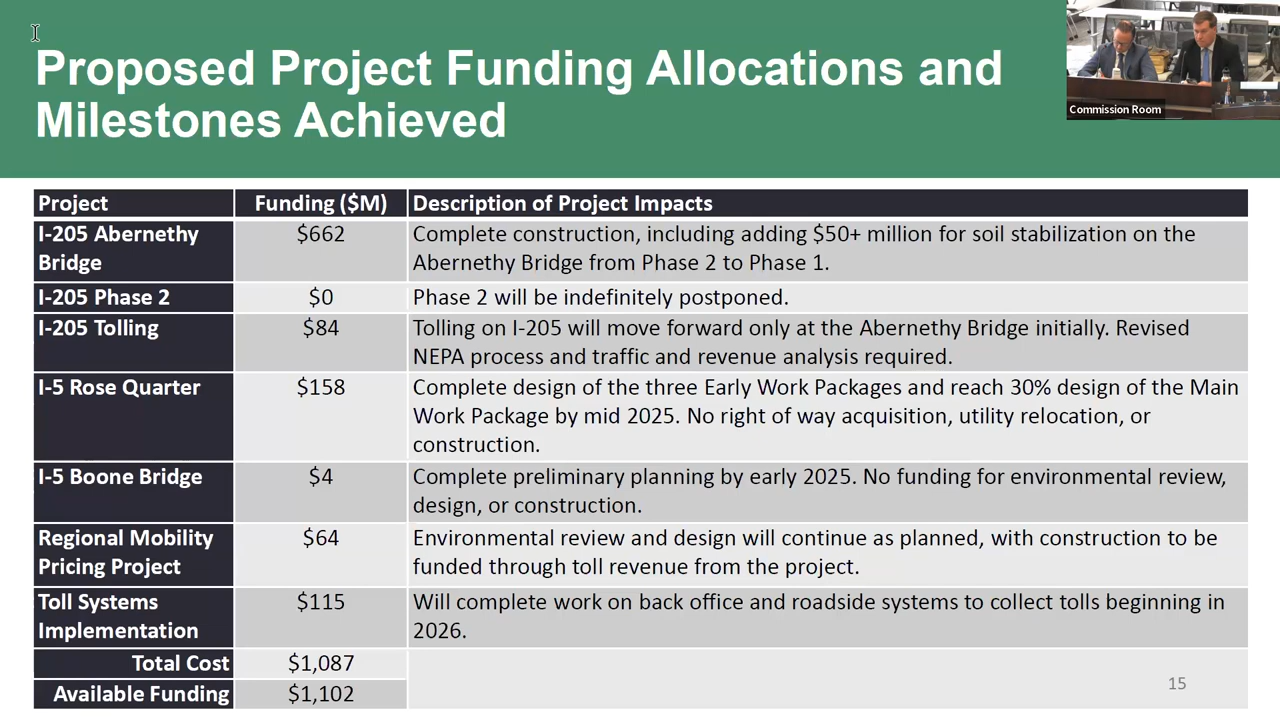 Proposed Project Funding Allocations and
Milestones Achieved
Commission Room
Project Funding ($M) Description of Project Impacts
I-205 Abernethy
Bridge
$662
Complete construction, including adding $50+ million for soil stabilization on the
Abernethy Bridge from Phase 2 to Phase 1.
I-205 Phase 2
$0
Phase 2 will be indefinitely postponed.
I-205 Tolling
$84
Tolling on I-205 will move forward only at the Abernethy Bridge initially. Revised
NEPA process and traffic and revenue analysis required.
I-5 Rose Quarter
$158
Complete design of the three Early Work Packages and reach 30% design of the Main
Work Package by mid 2025. No right of way acquisition, utility relocation, or
construction.
I-5 Boone Bridge
$4
Complete preliminary planning by early 2025. No funding for environmental review,
design, or construction.
Regional Mobility
Pricing Project
$64
Environmental review and design will continue as planned, with construction to be
funded through toll revenue from the project.
Toll Systems
Implementation
$115
Will complete work on back office and roadside systems to collect tolls beginning in
2026.
Total Cost
$1,087
Available Funding
$1,102
15